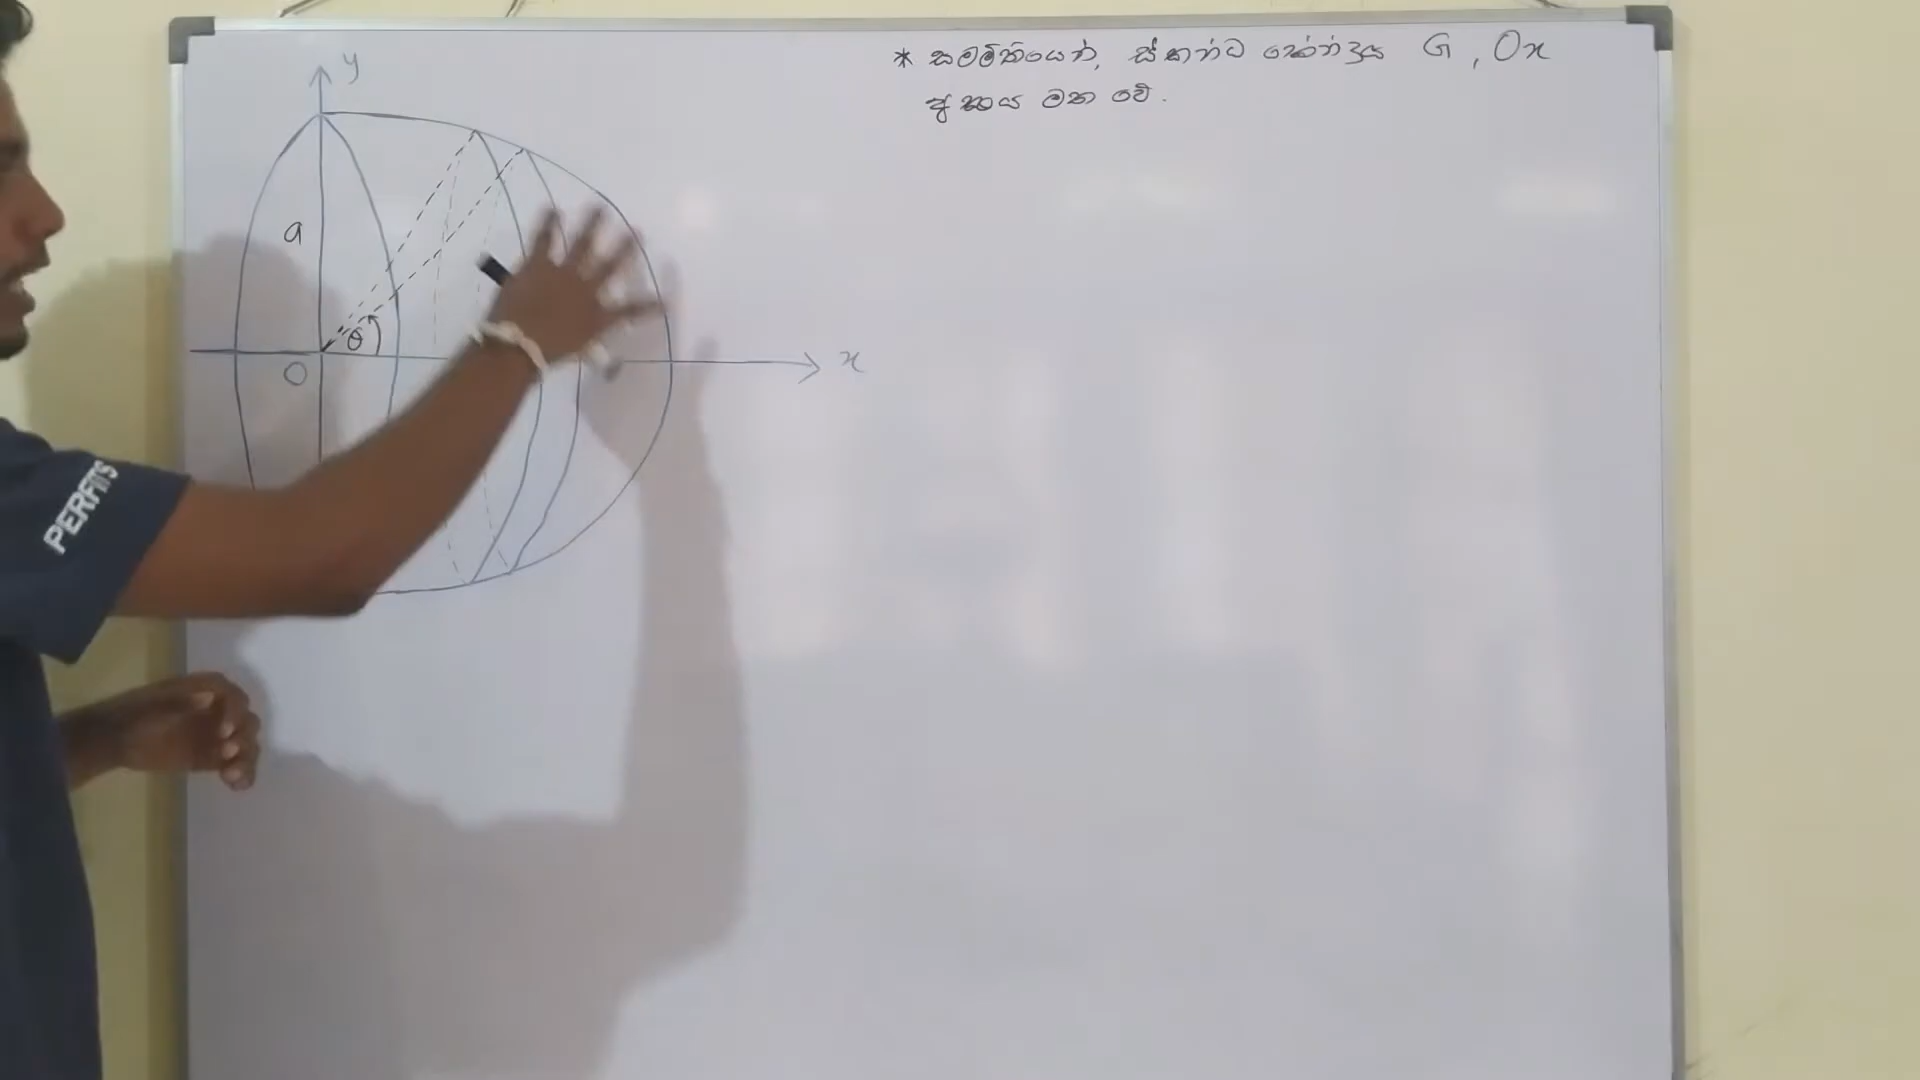 * සමමිතියෙන්, ස්කන්ධ කේන්ද්‍රය G , Ox
අක්ෂය මත වේ.
y
a
θ
O
x
PERFITS